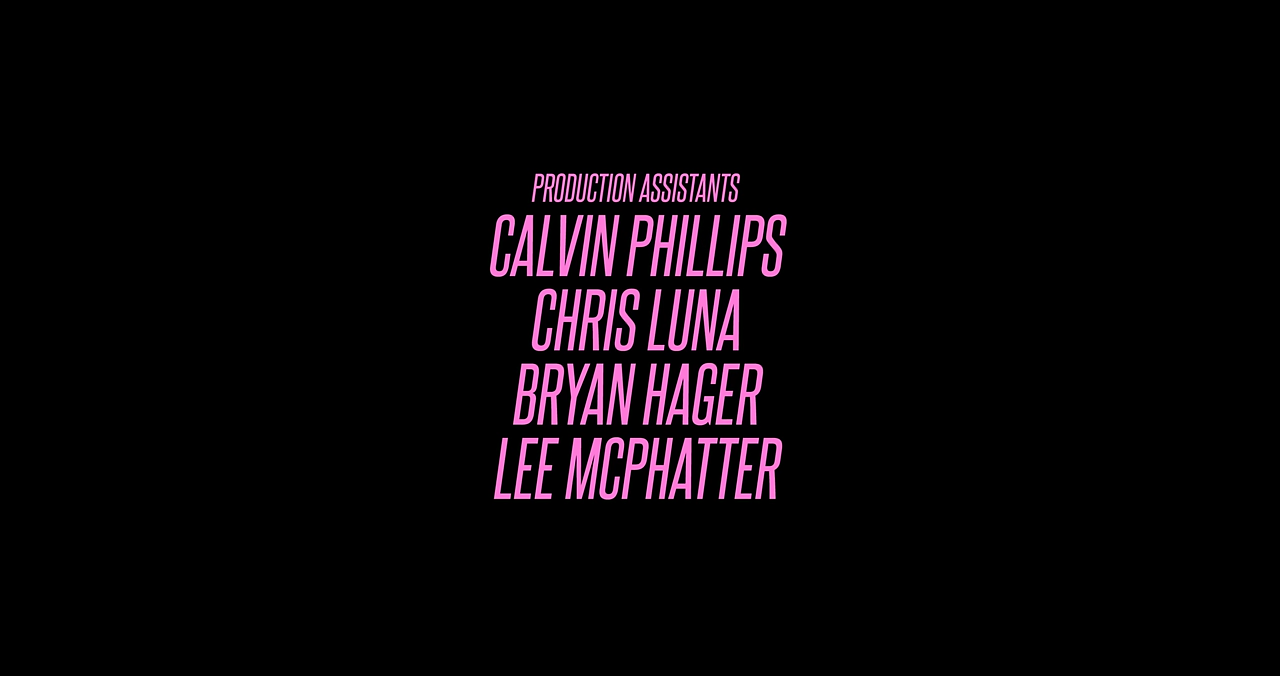 PRODUCTION ASSISTANTS
CALVIN PHILLIPS
CHRIS LUNA
BRYAN HAGER
LEE MCPHATTER